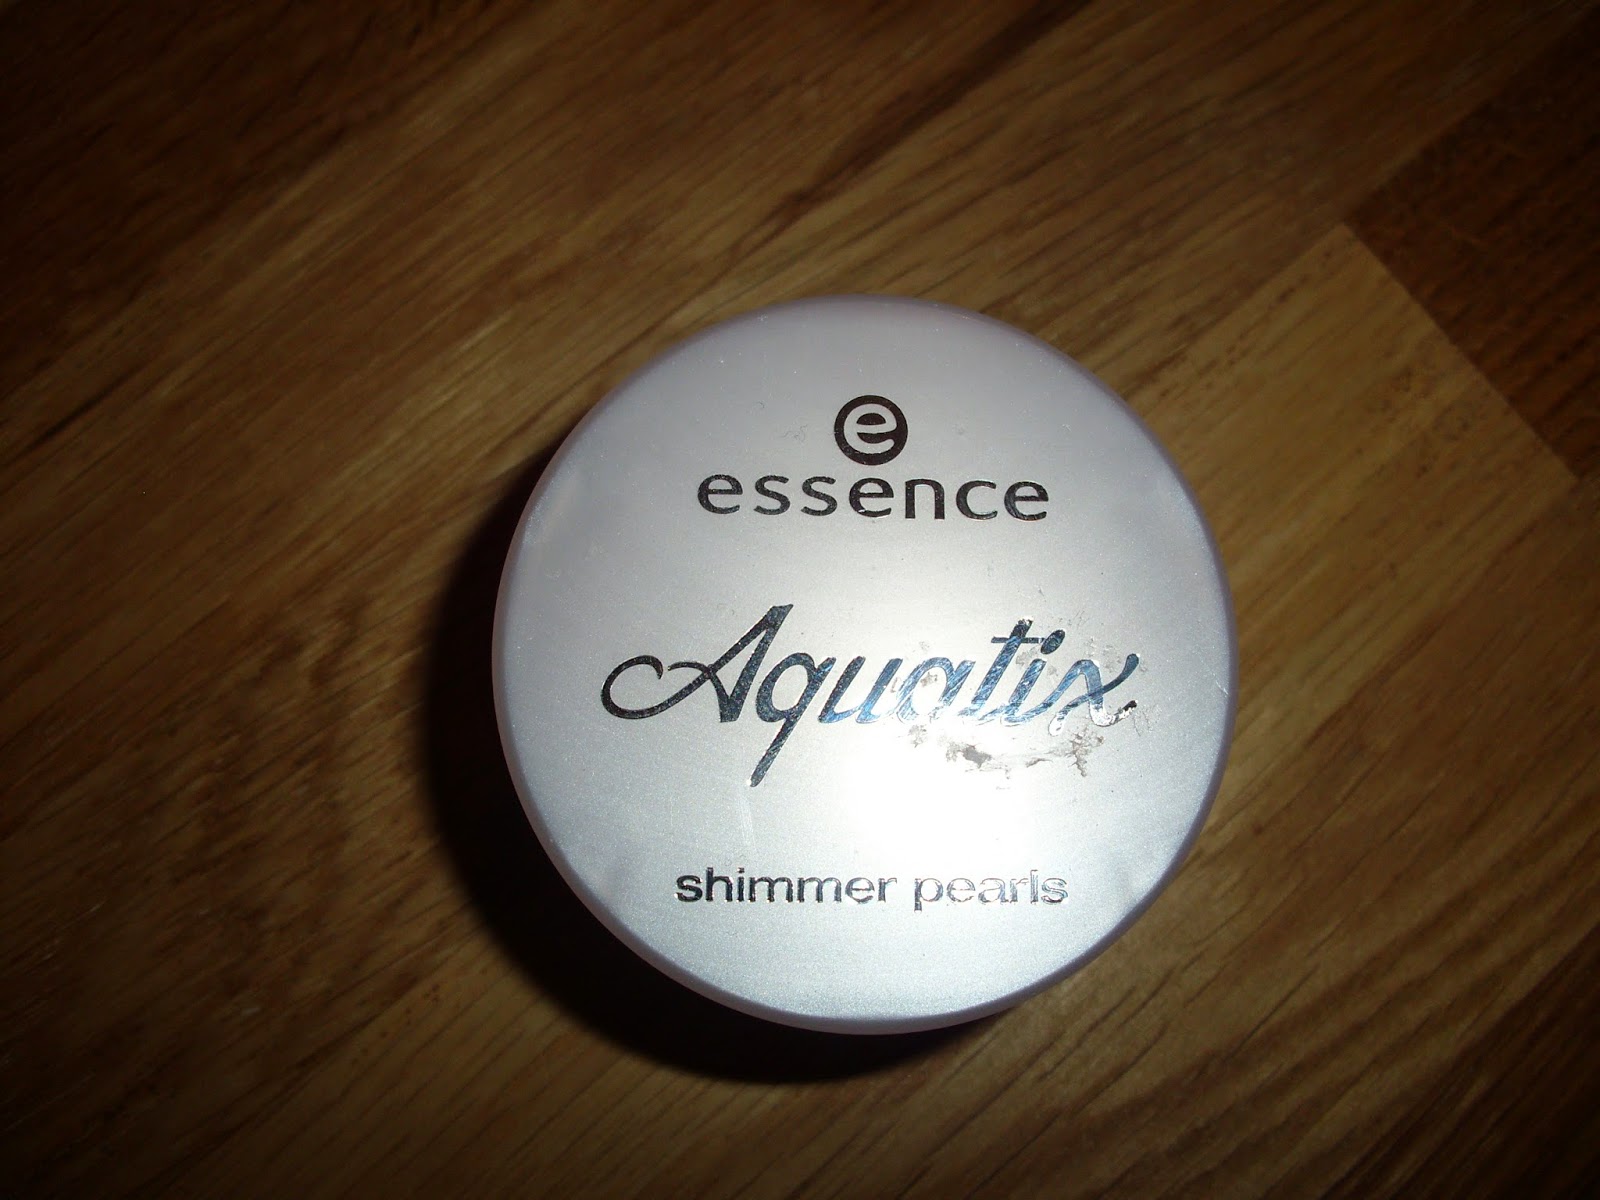 e
essence
Aquatix
shimmer pearls